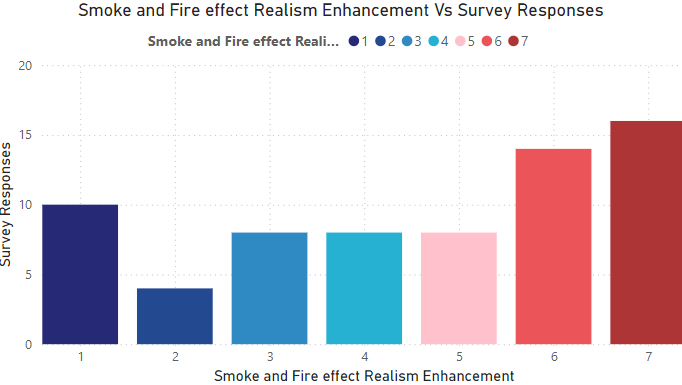 Smoke and Fire effect Realism Enhancement Vs Survey Responses
Smoke and Fire effect Reali... 1 2 3 4 5 6 7
20
15
10
5
0
Survey Responses
1 2 3 4 5 6 7
Smoke and Fire effect Realism Enhancement